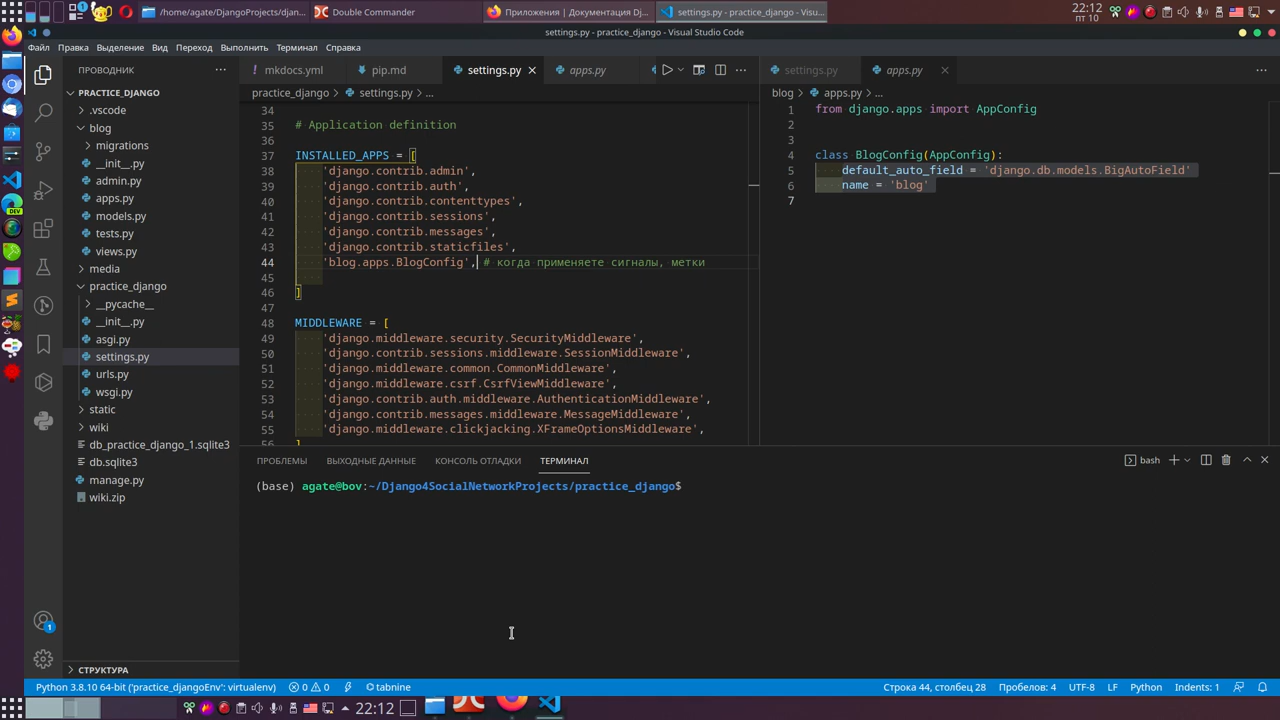 /home/agate/DjangoProjects/djan...
Double Commander
Приложения | Документация Dj...
settings.py - practice_django - Visu...
22:12
пт 10
settings.py - practice_django - Visual Studio Code
Файл Правка Выделение Вид Переход Выполнить Терминал Справка
ПРОВОДНИК
mkdocs.yml
pip.md
settings.py
apps.py
settings.py
apps.py
PRACTICE_DJANGO
.vscode
blog
migrations
__init__.py
admin.py
apps.py
models.py
tests.py
views.py
media
practice_django
__pycache__
__init__.py
asgi.py
settings.py
urls.py
wsgi.py
static
wiki
db_practice_django_1.sqlite3
db.sqlite3
manage.py
wiki.zip
СТРУКТУРА
practice_django > settings.py > ...
34
35 # Application definition
36
37 INSTALLED_APPS = [
38 'django.contrib.admin',
39 'django.contrib.auth',
40 'django.contrib.contenttypes',
41 'django.contrib.sessions',
42 'django.contrib.messages',
43 'django.contrib.staticfiles',
44 'blog.apps.BlogConfig', # когда применяете сигналы, метки
45
46 ]
47
48 MIDDLEWARE = [
49 'django.middleware.security.SecurityMiddleware',
50 'django.contrib.sessions.middleware.SessionMiddleware',
51 'django.middleware.common.CommonMiddleware',
52 'django.middleware.csrf.CsrfViewMiddleware',
53 'django.contrib.auth.middleware.AuthenticationMiddleware',
54 'django.contrib.messages.middleware.MessageMiddleware',
55 'django.middleware.clickjacking.XFrameOptionsMiddleware',
56 ]
blog > apps.py > ...
1 from django.apps import AppConfig
2
3
4 class BlogConfig(AppConfig):
5 default_auto_field = 'django.db.models.BigAutoField'
6 name = 'blog'
7
ПРОБЛЕМЫ ВЫХОДНЫЕ ДАННЫЕ КОНСОЛЬ ОТЛАДКИ ТЕРМИНАЛ
bash
(base) agate@bov:~/Django4SocialNetworkProjects/practice_django$
1
Python 3.8.10 64-bit ('practice_djangoEnv': virtualenv) 0 0 tabnine
Строка 44, столбец 28 Пробелов: 4 UTF-8 LF Python Indents: 1
22:12